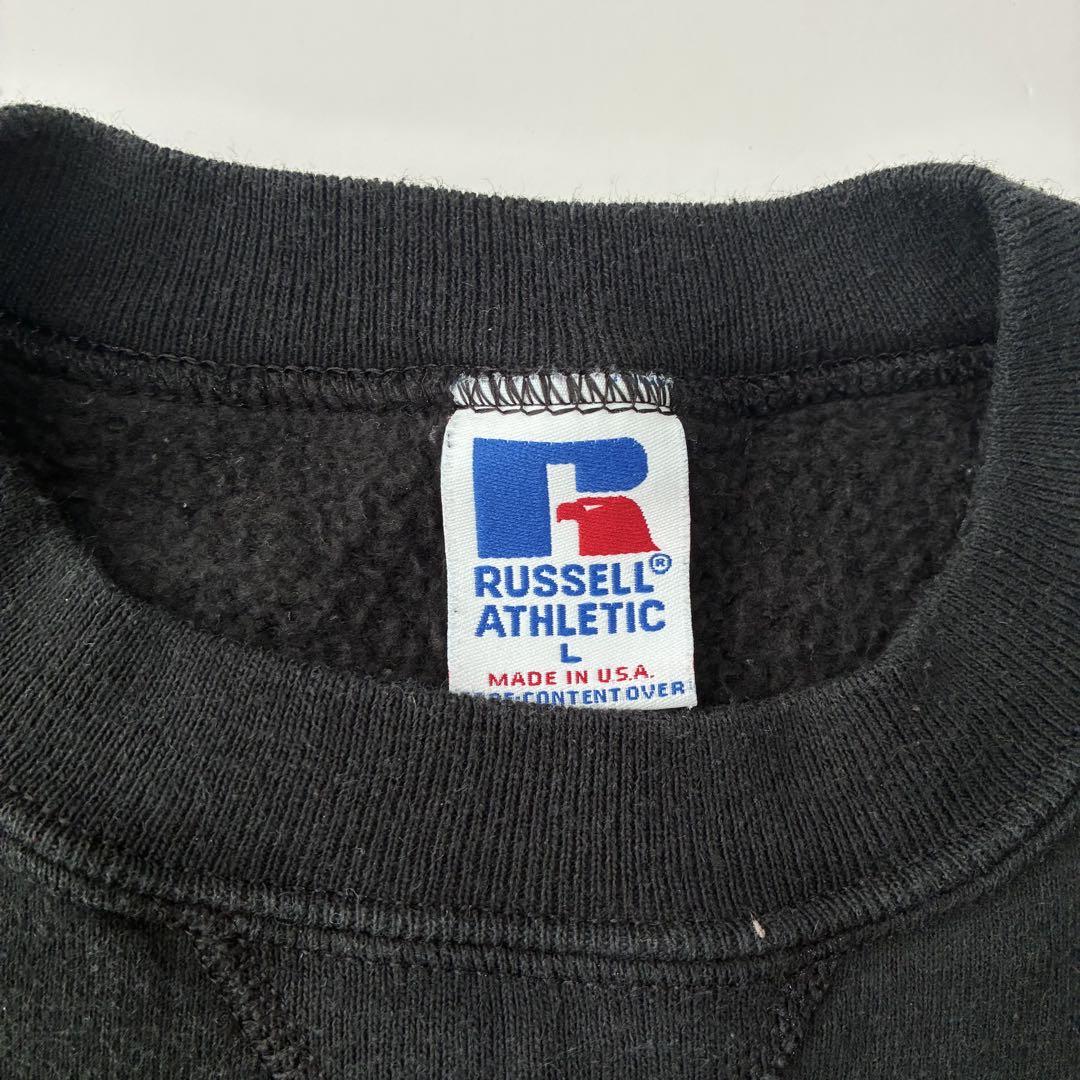 RUSSELL®
ATHLETIC
L
MADE IN U.S.A.
CONTENT OVER